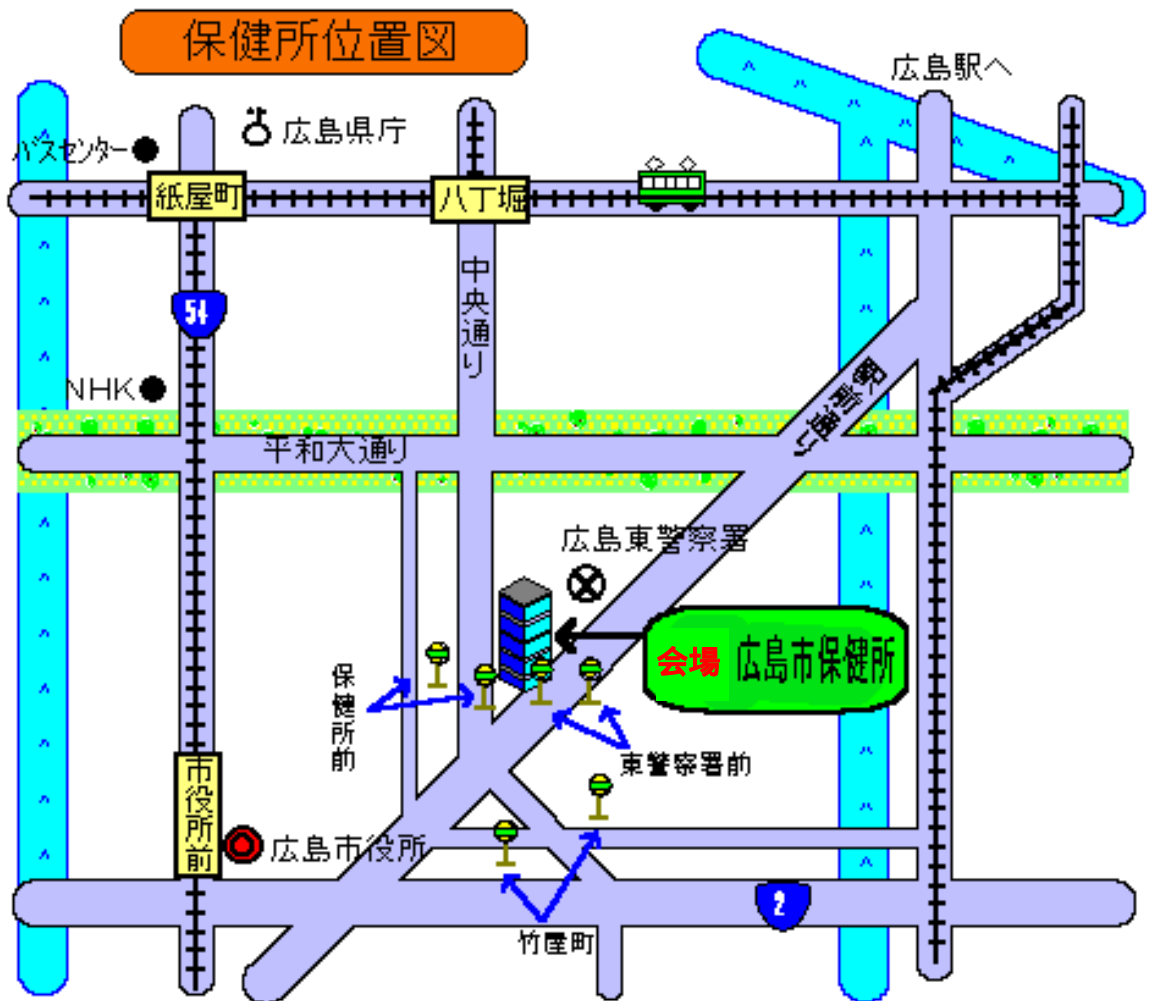 保健所位置図
広島駅へ
広島県庁
バスセンター
紙屋町
八丁堀
中央通り
54
NHK
駅前通り
平和大通り
広島東警察署
会場 広島市保健所
保健所前
東警察署前
市役所前
広島市役所
2
竹屋町